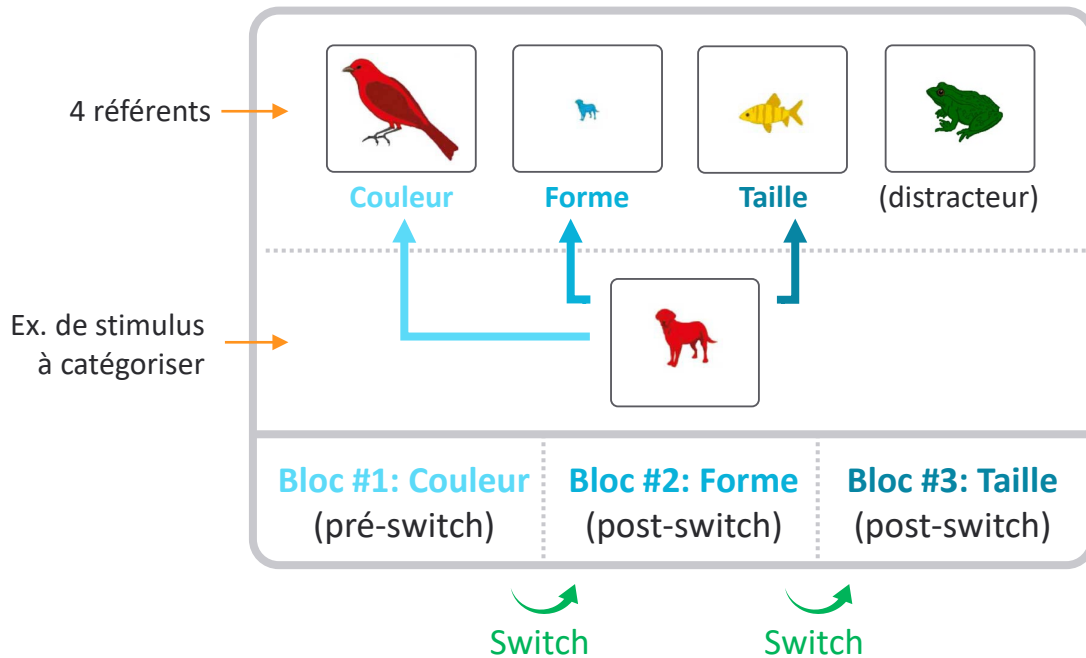 4 référents
Couleur
Forme
Taille
(distracteur)
Ex. de stimulus
à catégoriser
Bloc #1: Couleur
(pré-switch)
Bloc #2: Forme
(post-switch)
Bloc #3: Taille
(post-switch)
Switch
Switch